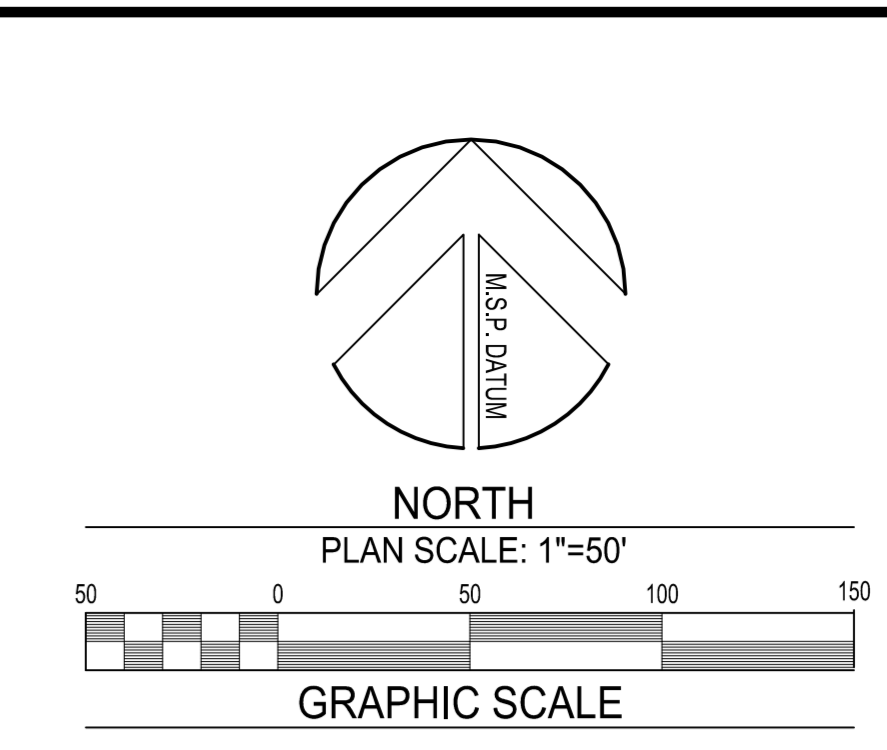 M.S.P. DATUM
NORTH
PLAN SCALE: 1"=50'
50 0 50 100 150
GRAPHIC SCALE